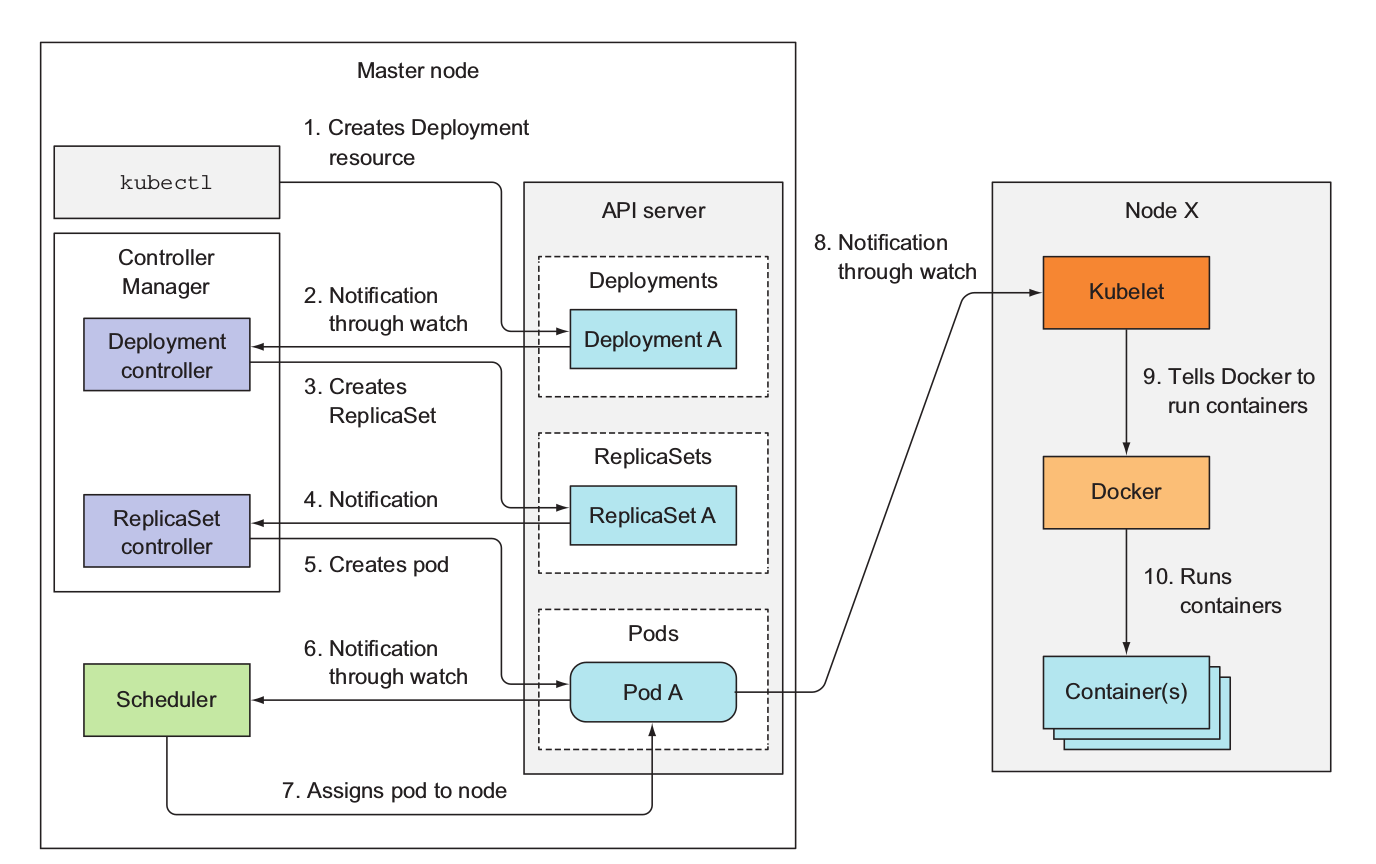 Master node
1. Creates Deployment
resource
kubectl
API server
Controller
Manager
2. Notification
through watch
Deployments
Deployment A
Deployment
controller
3. Creates
ReplicaSet
ReplicaSets
ReplicaSet A
4. Notification
ReplicaSet
controller
5. Creates pod
Pods
Pod A
6. Notification
through watch
Scheduler
7. Assigns pod to node
8. Notification
through watch
Node X
Kubelet
9. Tells Docker to
run containers
Docker
10. Runs
containers
Container(s)